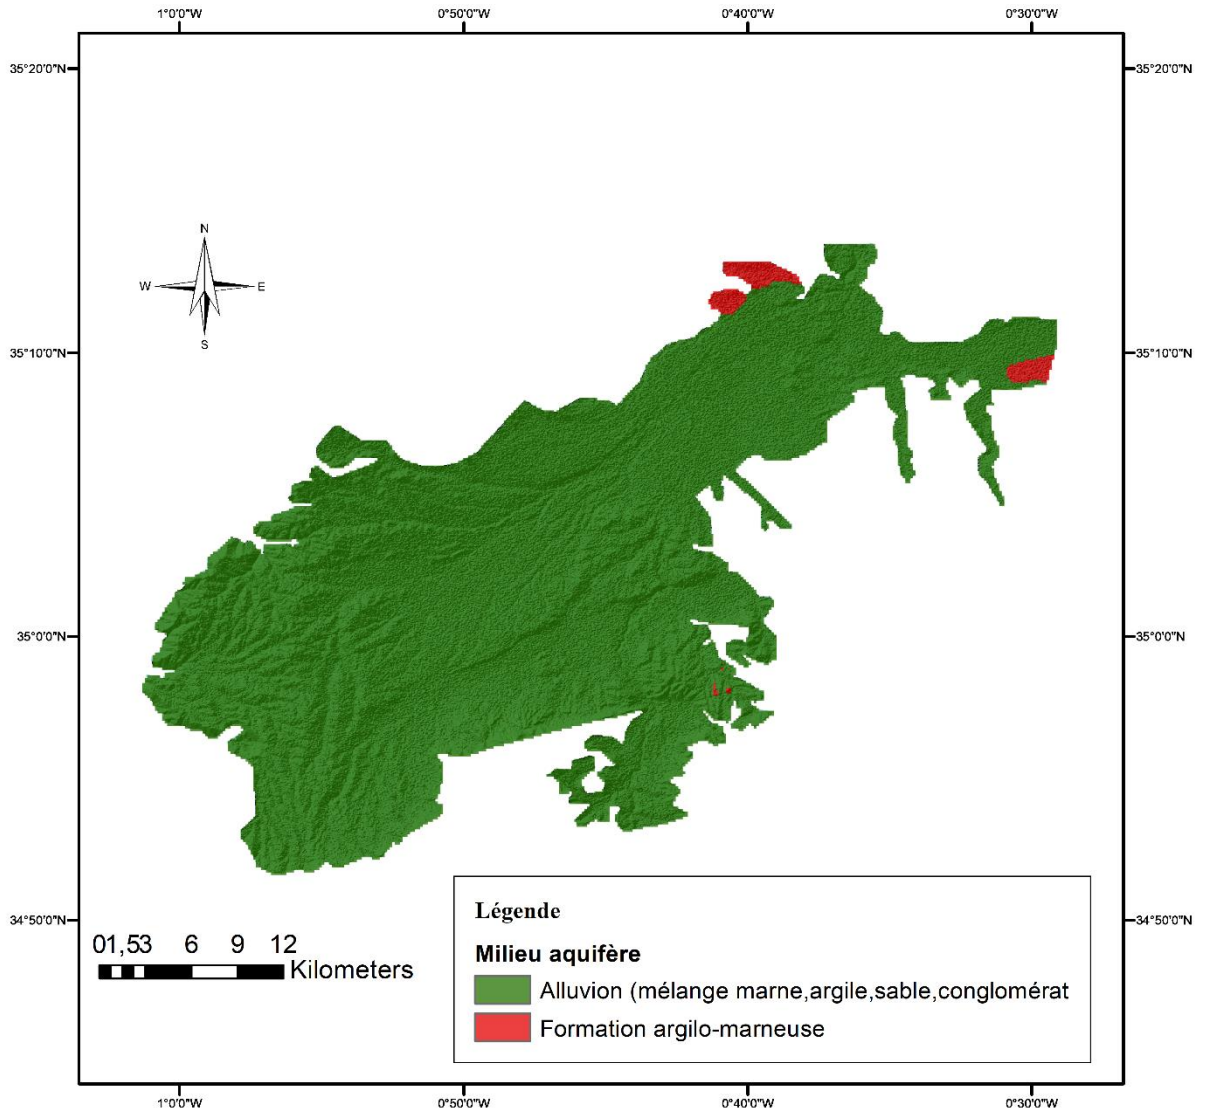 1°0'0"W 0°50'0"W 0°40'0"W 0°30'0"W
35°20'0"N 35°20'0"N
N
W E
S
35°10'0"N 35°10'0"N
35°0'0"N 35°0'0"N
Légende
34°50'0"N 34°50'0"N
01,53 6 9 12
Milieu aquifère
Kilometers
Alluvion (mélange marne,argile,sable,conglomérat
Formation argilo-marneuse
1°0'0"W 0°50'0"W 0°40'0"W 0°30'0"W